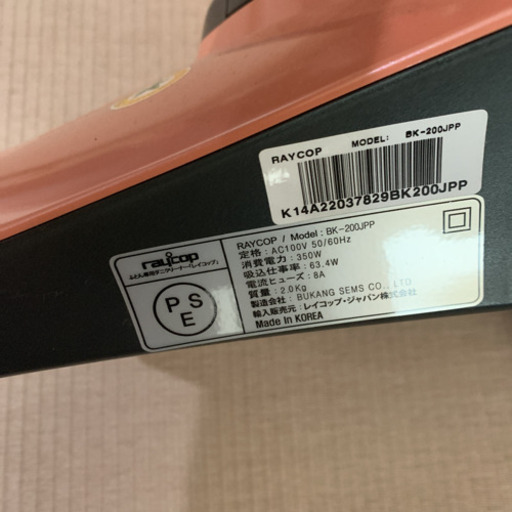 RAYCOP MODEL: BK-200JPP
K14A22037829BK200JPP
raycop
ふとん専用ダニクリーナー「レイコップ」
PSE
RAYCOP / Model: BK-200JPP
定格：AC100V 50/60Hz
消費電力：350W
吸込仕事率：63.4W
電流ヒューズ：8A
質量：2.0Kg
製造会社：BUKANG SEMS CO., LTD
輸入販売元：レイコップ・ジャパン株式会社
Made In KOREA